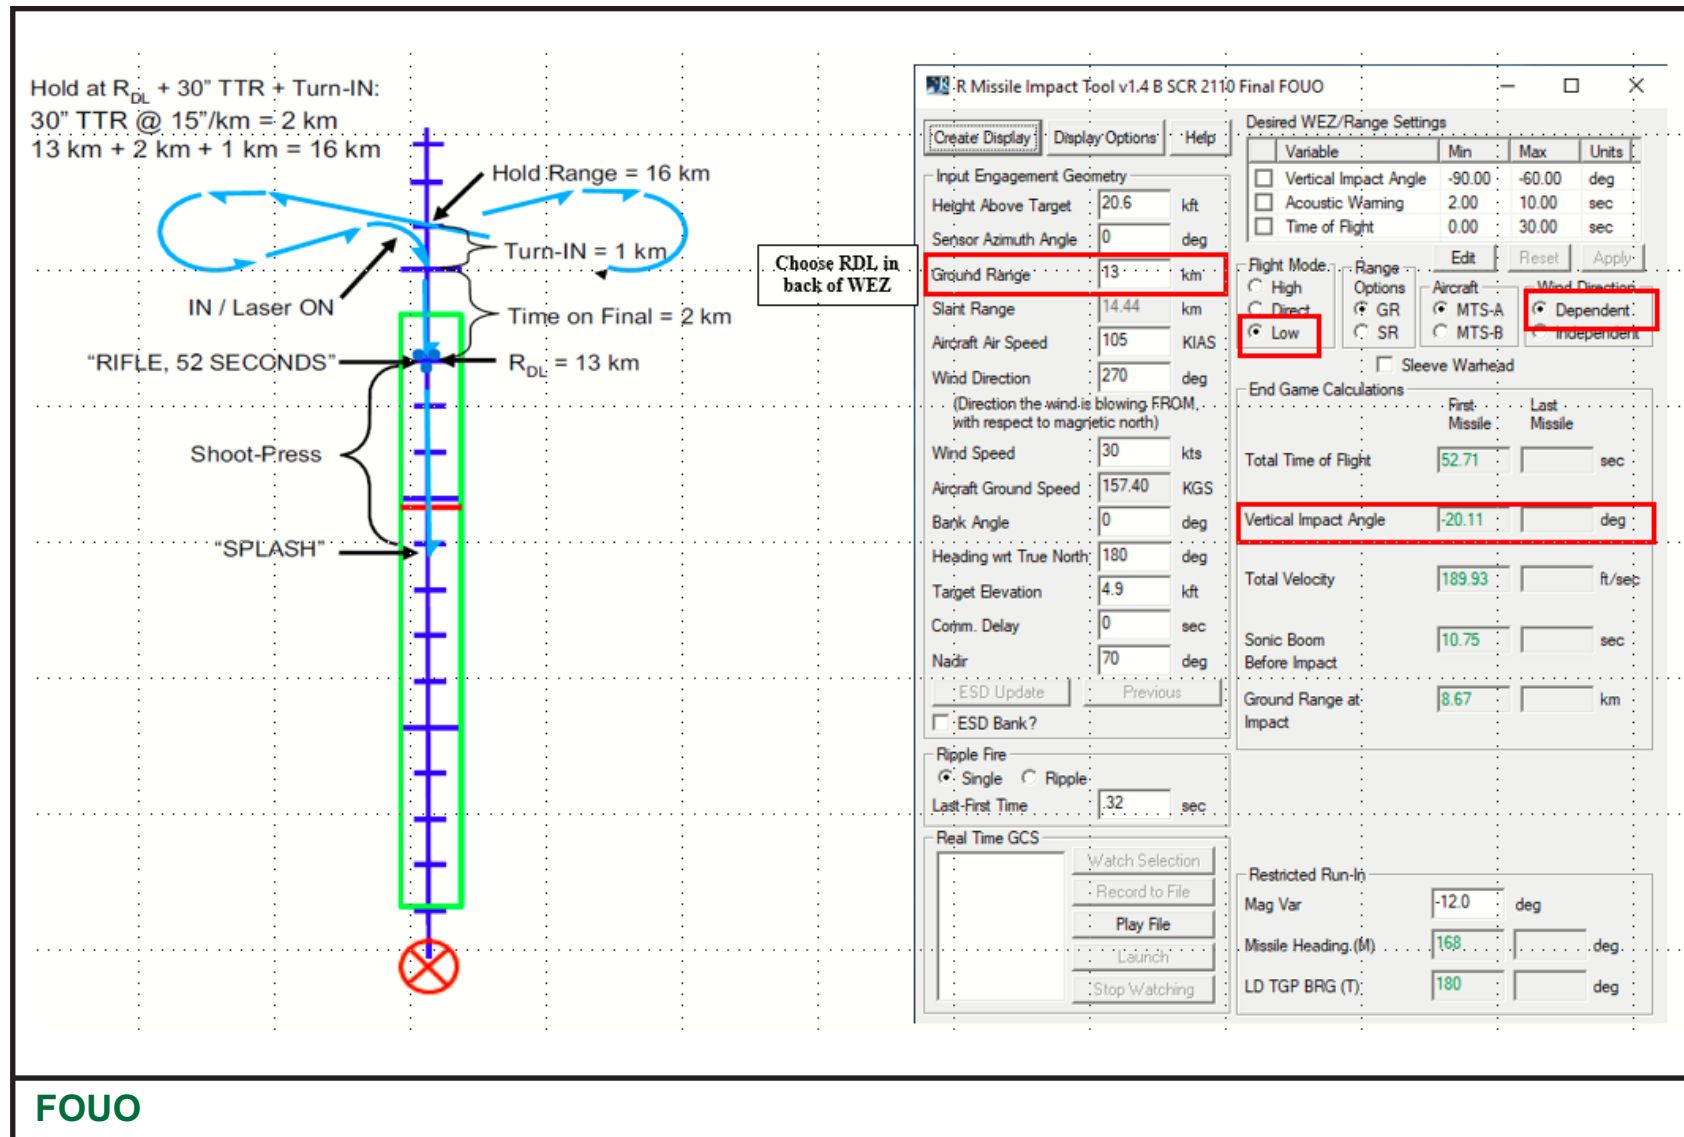 Hold at RDL + 30" TTR + Turn-IN:
30" TTR @ 15"/km = 2 km
13 km + 2 km + 1 km = 16 km
Hold Range = 16 km
Turn-IN = 1 km
IN / Laser ON
Time on Final = 2 km
"RIFLE, 52 SECONDS"
RDL = 13 km
Shoot-Press
"SPLASH"
Choose RDL in
back of WEZ
R Missile Impact Tool v1.4 B SCR 2110 Final FOUO
Create Display Display Options Help
Input Engagement Geometry
Height Above Target 20.6 kft
Sensor Azimuth Angle 0 deg
Ground Range 13 km
Slant Range 14.44 km
Aircraft Air Speed 105 KIAS
Wind Direction 270 deg
(Direction the wind is blowing FROM,
with respect to magnetic north)
Wind Speed 30 kts
Aircraft Ground Speed 157.40 KGS
Bank Angle 0 deg
Heading wrt True North 180 deg
Target Elevation 4.9 kft
Comm. Delay 0 sec
Nadir 70 deg
ESD Update Previous
ESD Bank?
Ripple Fire
Single Ripple
Last-First Time .32 sec
Real Time GCS
Watch Selection
Record to File
Play File
Launch
Stop Watching
Desired WEZ/Range Settings
Variable Min Max Units
Vertical Impact Angle -90.00 -60.00 deg
Acoustic Warning 2.00 10.00 sec
Time of Flight 0.00 30.00 sec
Edit Reset Apply
Flight Mode
High
Direct
Low
Range
Options
GR
SR
Aircraft
MTS-A
MTS-B
Wind Direction
Dependent
Independent
Sleeve Warhead
End Game Calculations
First Last
Missile Missile
Total Time of Flight 52.71 sec
Vertical Impact Angle -20.11 deg
Total Velocity 189.93 ft/sec
Sonic Boom 10.75 sec
Before Impact
Ground Range at 8.67 km
Impact
Restricted Run-In
Mag Var -12.0 deg
Missile Heading (M) 168 deg
LD TGP BRG (T) 180 deg
FOUO